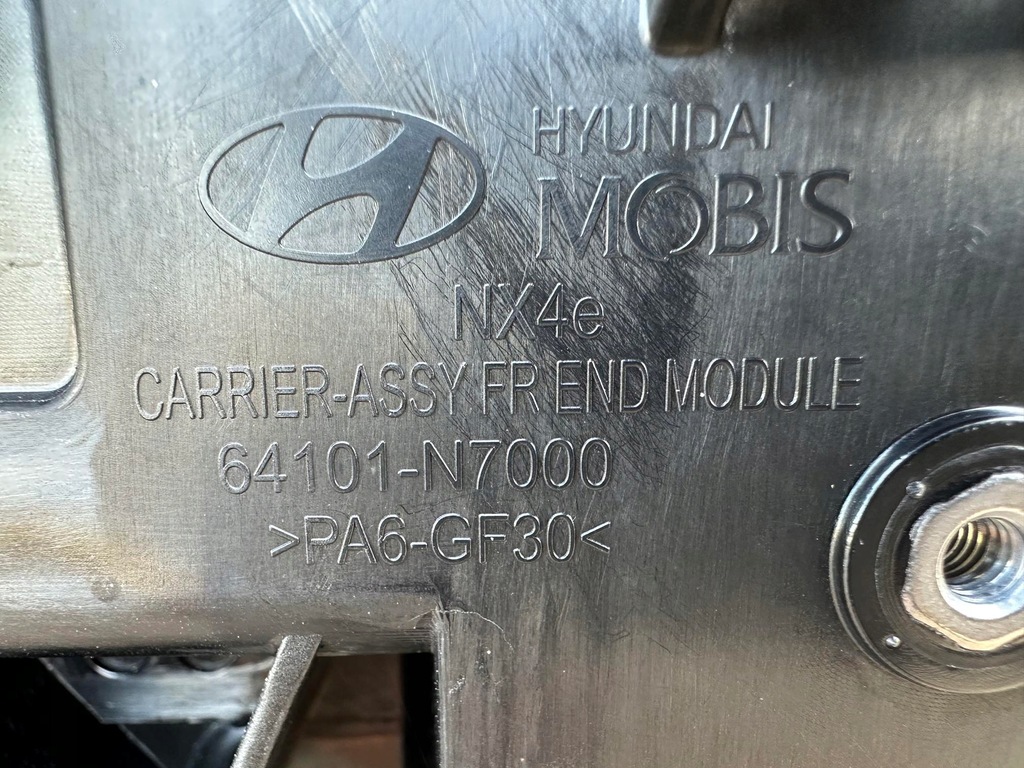 HYUNDAI
MOBIS
NX4e
CARRIER-ASSY FR END MODULE
64101-N7000
>PA6-GF30<